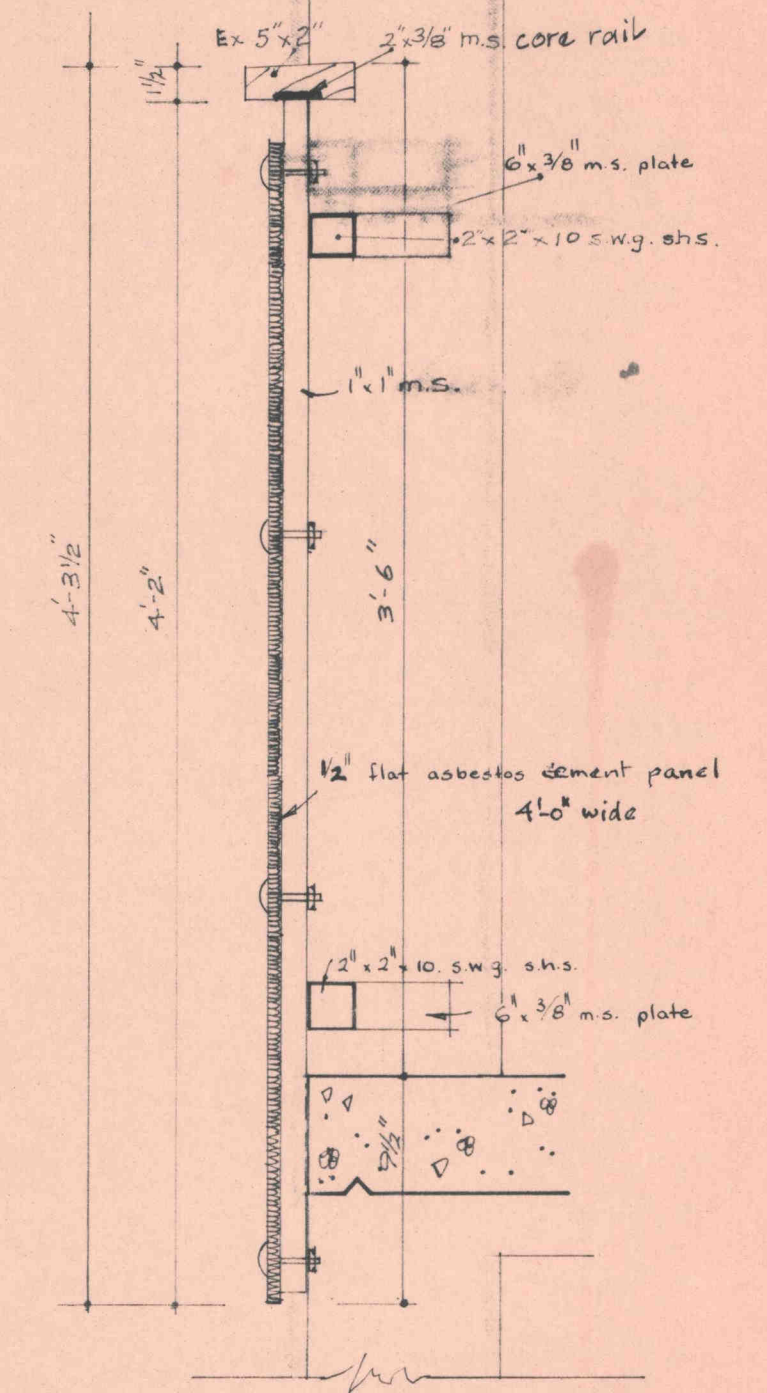 Ex 5"x2"
2"x3/8" m.s. core rail
1 1/2"
6"x3/8" m.s. plate
2"x2"x10 s.w.g. shs.
1"x1" m.s.
4'-3 1/2"
4'-2"
3'-6"
1/2" flat asbestos cement panel
4'-0" wide
2"x2"x10. s.w.g. s.h.s.
6"x3/8" m.s. plate
9 1/2"